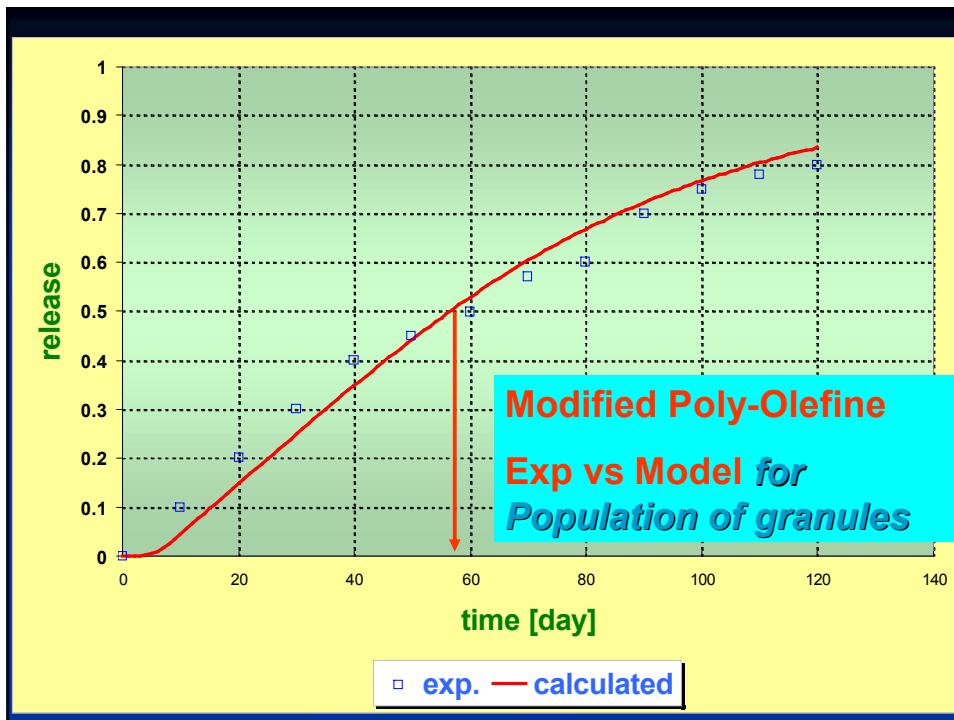 1
0.9
0.8
0.7
0.6
0.5
0.4
0.3
0.2
0.1
0
release
0 20 40 60 80 100 120 140
time [day]
Modified Poly-Olefine
Exp vs Model for
Population of granules
exp. calculated